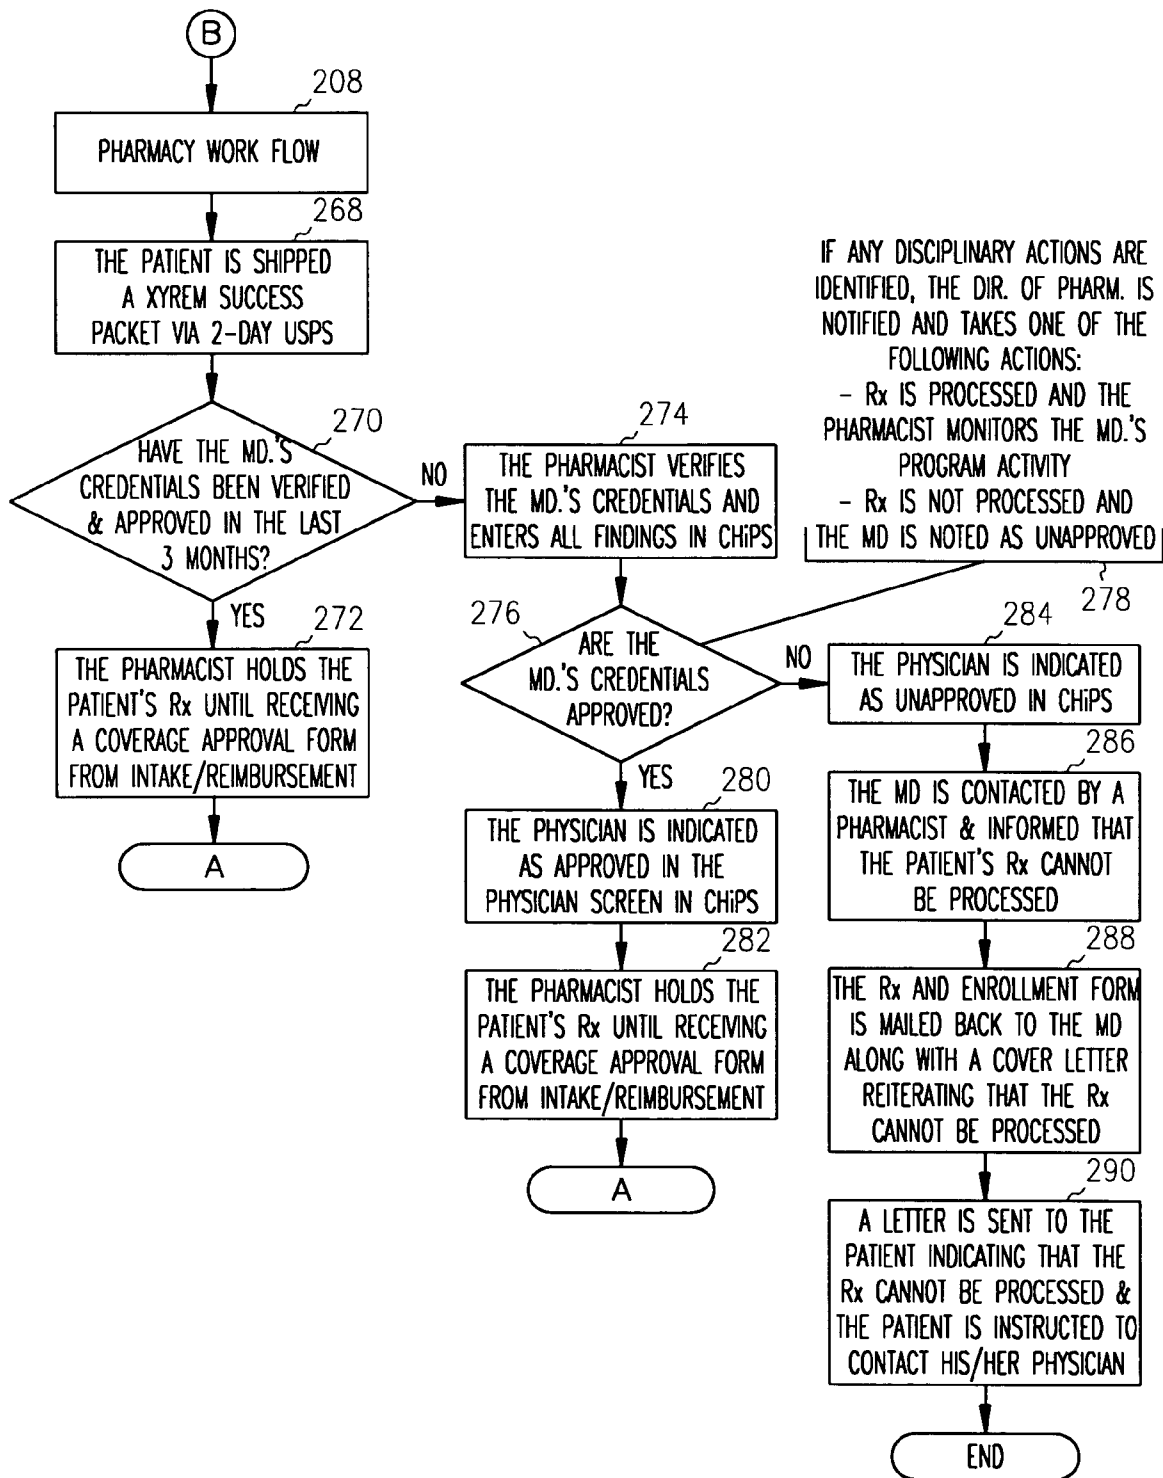 B
208
PHARMACY WORK FLOW
268
THE PATIENT IS SHIPPED
A XYREM SUCCESS
PACKET VIA 2-DAY USPS
270
HAVE THE MD.'S
CREDENTIALS BEEN VERIFIED
& APPROVED IN THE LAST
3 MONTHS?
NO
YES
272
THE PHARMACIST HOLDS THE
PATIENT'S Rx UNTIL RECEIVING
A COVERAGE APPROVAL FORM
FROM INTAKE/REIMBURSEMENT
A
274
THE PHARMACIST VERIFIES
THE MD.'S CREDENTIALS AND
ENTERS ALL FINDINGS IN CHiPS
276
ARE THE
MD.'S CREDENTIALS
APPROVED?
NO
YES
IF ANY DISCIPLINARY ACTIONS ARE
IDENTIFIED, THE DIR. OF PHARM. IS
NOTIFIED AND TAKES ONE OF THE
FOLLOWING ACTIONS:
- Rx IS PROCESSED AND THE
PHARMACIST MONITORS THE MD.'S
PROGRAM ACTIVITY
- Rx IS NOT PROCESSED AND
THE MD IS NOTED AS UNAPPROVED
278
280
THE PHYSICIAN IS INDICATED
AS APPROVED IN THE
PHYSICIAN SCREEN IN CHiPS
282
THE PHARMACIST HOLDS THE
PATIENT'S Rx UNTIL RECEIVING
A COVERAGE APPROVAL FORM
FROM INTAKE/REIMBURSEMENT
A
284
THE PHYSICIAN IS INDICATED
AS UNAPPROVED IN CHiPS
286
THE MD IS CONTACTED BY A
PHARMACIST & INFORMED THAT
THE PATIENT'S Rx CANNOT
BE PROCESSED
288
THE Rx AND ENROLLMENT FORM
IS MAILED BACK TO THE MD
ALONG WITH A COVER LETTER
REITERATING THAT THE Rx
CANNOT BE PROCESSED
290
A LETTER IS SENT TO THE
PATIENT INDICATING THAT THE
Rx CANNOT BE PROCESSED &
THE PATIENT IS INSTRUCTED TO
CONTACT HIS/HER PHYSICIAN
END